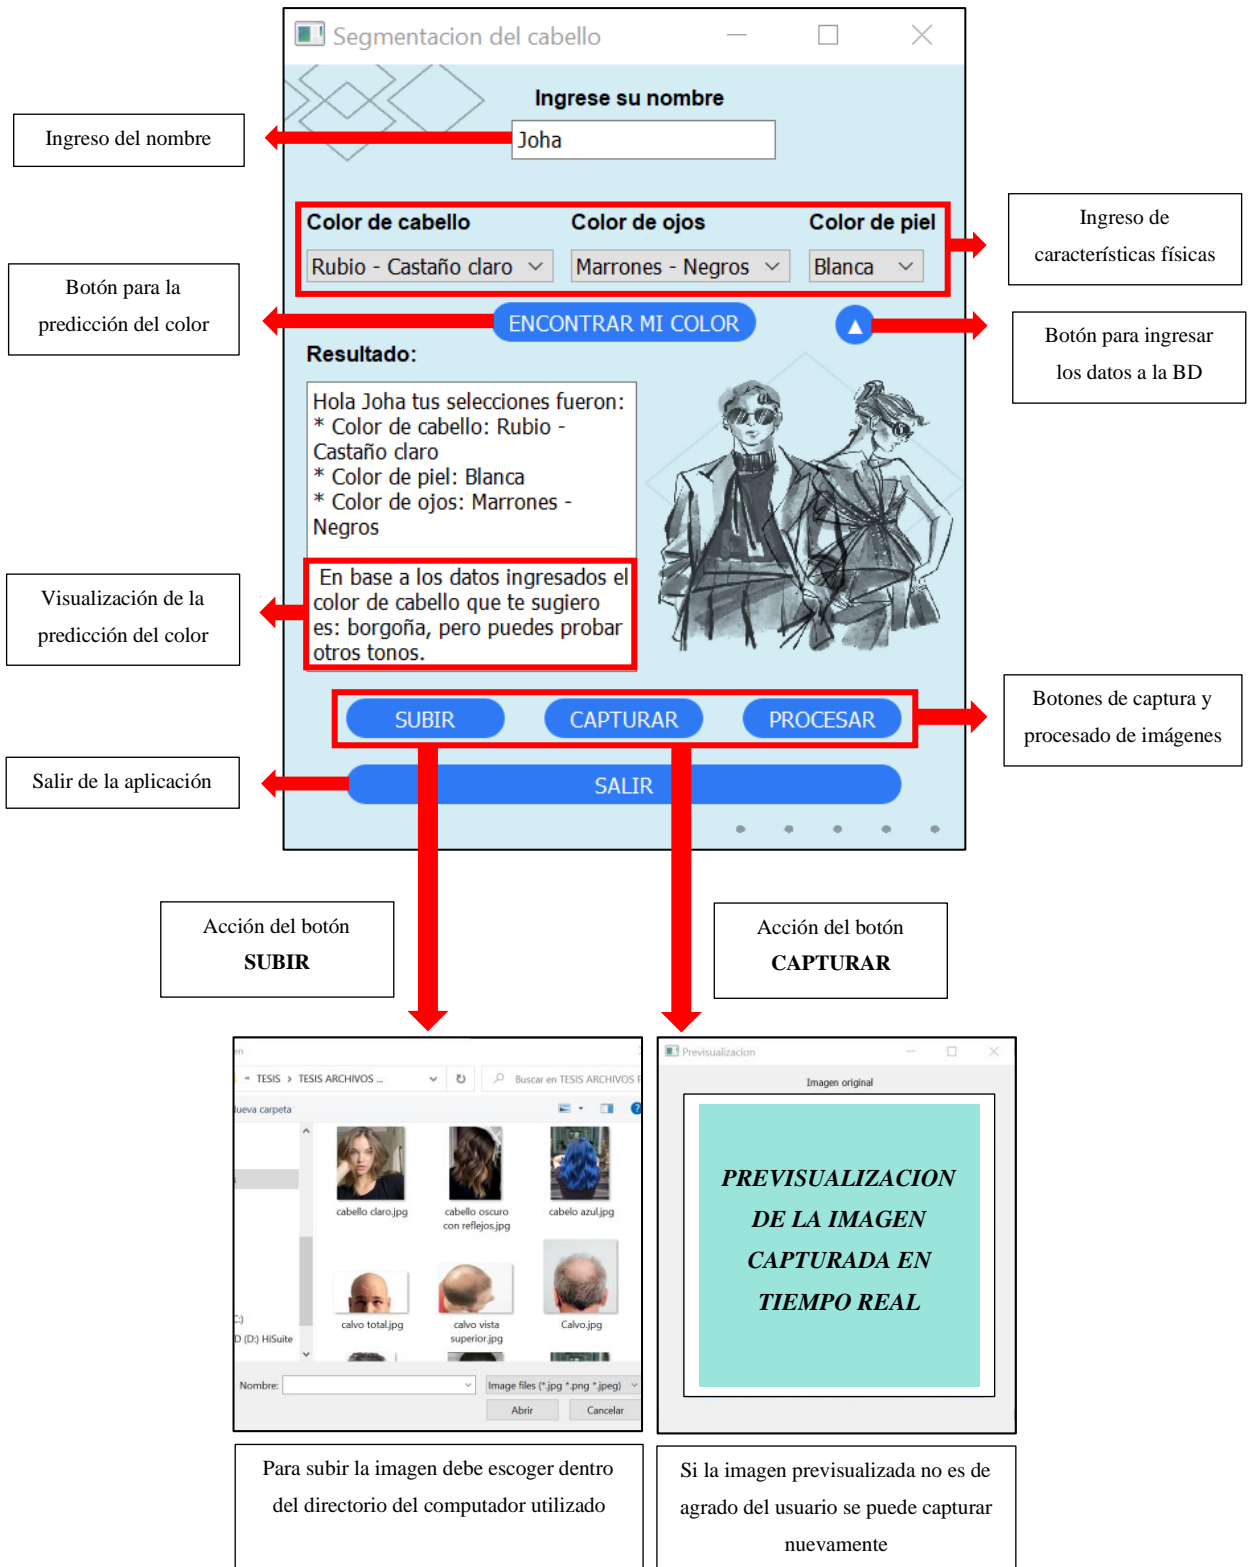 Segmentacion del cabello
Ingrese su nombre
Joha
Ingreso del nombre
Color de cabello
Color de ojos
Color de piel
Rubio - Castaño claro
Marrones - Negros
Blanca
Ingreso de
características físicas
Botón para la
predicción del color
ENCONTRAR MI COLOR
▲
Botón para ingresar
los datos a la BD
Resultado:
Hola Joha tus selecciones fueron:
* Color de cabello: Rubio -
Castaño claro
* Color de piel: Blanca
* Color de ojos: Marrones -
Negros
En base a los datos ingresados el
color de cabello que te sugiero
es: borgoña, pero puedes probar
otros tonos.
Visualización de la
predicción del color
SUBIR
CAPTURAR
PROCESAR
Botones de captura y
procesado de imágenes
Salir de la aplicación
SALIR
Acción del botón
SUBIR
Acción del botón
CAPTURAR
« TESIS > TESIS ARCHIVOS ...
Buscar en TESIS ARCHIVOS
ueva carpeta
cabello claro.jpg
cabello oscuro
con reflejos.jpg
cabelo azul.jpg
calvo total.jpg
calvo vista
superior.jpg
Calvo.jpg
C:)
D (D:) HiSuite
Nombre:
Image files (*.jpg *.png *.jpeg)
Abrir
Cancelar
Previsualizacion
Imagen original
PREVISUALIZACION
DE LA IMAGEN
CAPTURADA EN
TIEMPO REAL
Para subir la imagen debe escoger dentro
del directorio del computador utilizado
Si la imagen previsualizada no es de
agrado del usuario se puede capturar
nuevamente